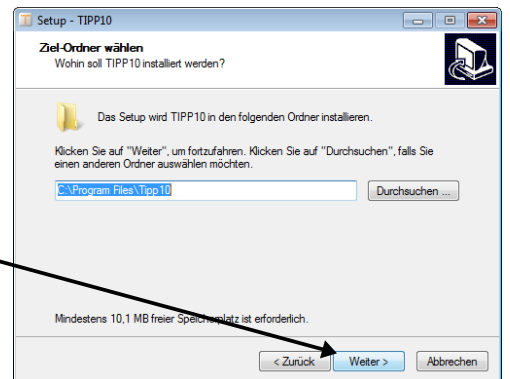 Setup - TIPP10
Ziel-Ordner wählen
Wohin soll TIPP10 installiert werden?
Das Setup wird TIPP10 in den folgenden Ordner installieren.
Klicken Sie auf "Weiter", um fortzufahren. Klicken Sie auf "Durchsuchen", falls Sie
einen anderen Ordner auswählen möchten.
C:\Program Files\Tipp10
Durchsuchen ...
Mindestens 10,1 MB freier Speicherplatz ist erforderlich.
< Zurück
Weiter >
Abbrechen